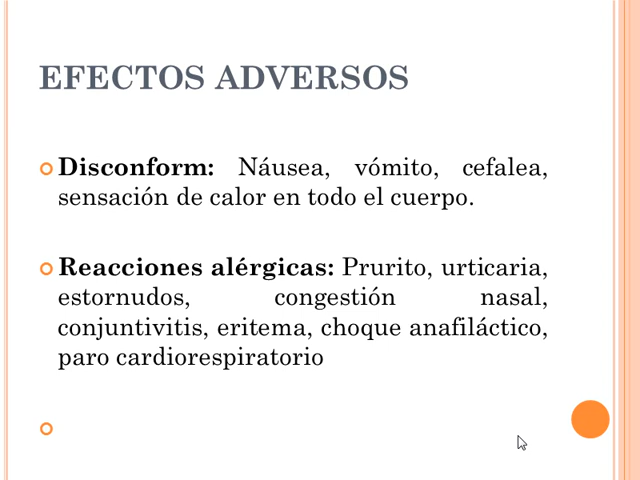 EFECTOS ADVERSOS
Disconform: Náusea, vómito, cefalea,
sensación de calor en todo el cuerpo.
Reacciones alérgicas: Prurito, urticaria,
estornudos, congestión nasal,
conjuntivitis, eritema, choque anafiláctico,
paro cardiorespiratorio